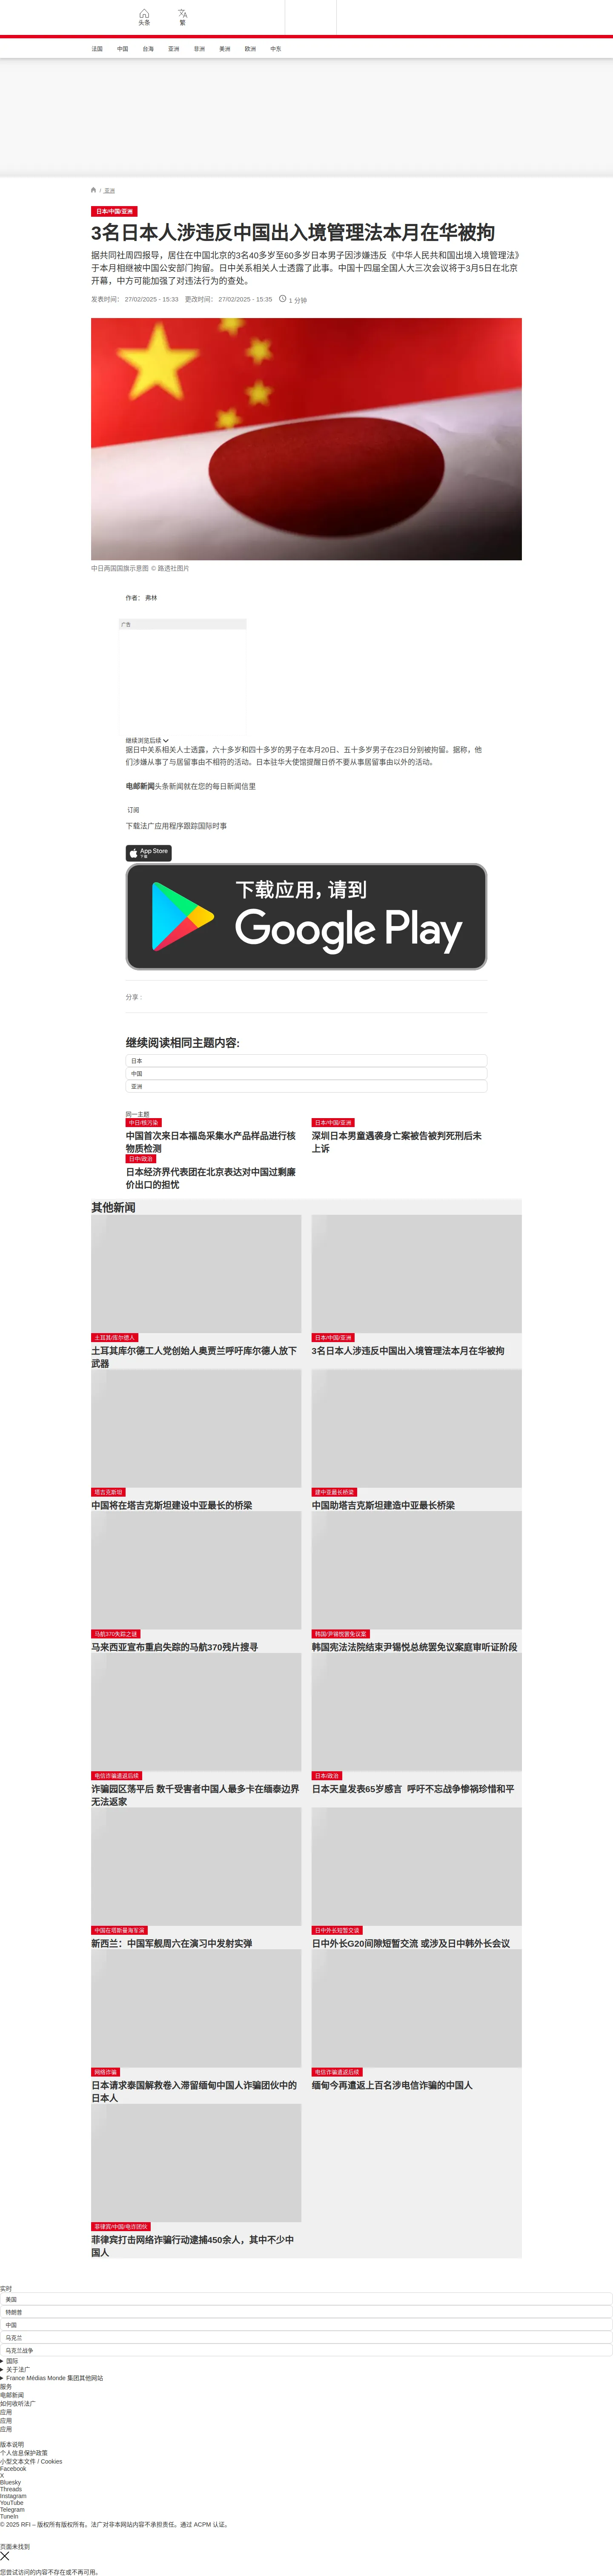 头条
繁
法国
中国
台海
亚洲
非洲
美洲
欧洲
中东
/ 亚洲
日本/中国/亚洲
3名日本人涉违反中国出入境管理法本月在华被拘
据共同社周四报导，居住在中国北京的3名40多岁至60多岁日本男子因涉嫌违反《中华人民共和国出境入境管理法》
于本月相继被中国公安部门拘留。日中关系相关人士透露了此事。中国十四届全国人大三次会议将于3月5日在北京
开幕，中方可能加强了对违法行为的查处。
发表时间： 27/02/2025 - 15:33 更改时间： 27/02/2025 - 15:35 1 分钟
中日两国国旗示意图 © 路透社图片
作者： 弗林
广告
继续浏览后续
据日中关系相关人士透露，六十多岁和四十多岁的男子在本月20日、五十多岁男子在23日分别被拘留。据称，他
们涉嫌从事了与居留事由不相符的活动。日本驻华大使馆提醒日侨不要从事居留事由以外的活动。
电邮新闻头条新闻就在您的每日新闻信里
订阅
下载法广应用程序跟踪国际时事
App Store
下载
下载应用，请到
Google Play
分享 :
继续阅读相同主题内容:
日本
中国
亚洲
同一主题
中日/核污染
中国首次来日本福岛采集水产品样品进行核
物质检测
日本/中国/亚洲
深圳日本男童遇袭身亡案被告被判死刑后未
上诉
日中/政治
日本经济界代表团在北京表达对中国过剩廉
价出口的担忧
其他新闻
土耳其/库尔德人
土耳其库尔德工人党创始人奥贾兰呼吁库尔德人放下
武器
日本/中国/亚洲
3名日本人涉违反中国出入境管理法本月在华被拘
塔吉克斯坦
中国将在塔吉克斯坦建设中亚最长的桥梁
建中亚最长桥梁
中国助塔吉克斯坦建造中亚最长桥梁
马航370失踪之谜
马来西亚宣布重启失踪的马航370残片搜寻
韩国/尹锡悦罢免议案
韩国宪法法院结束尹锡悦总统罢免议案庭审听证阶段
电信诈骗遣返后续
诈骗园区荡平后 数千受害者中国人最多卡在缅泰边界
无法返家
日本/政治
日本天皇发表65岁感言 呼吁不忘战争惨祸珍惜和平
中国在塔斯曼海军演
新西兰：中国军舰周六在演习中发射实弹
日中外长短暂交谈
日中外长G20间隙短暂交流 或涉及日中韩外长会议
网络诈骗
日本请求泰国解救卷入滞留缅甸中国人诈骗团伙中的
日本人
电信诈骗遣返后续
缅甸今再遣返上百名涉电信诈骗的中国人
菲律宾/中国/电诈团伙
菲律宾打击网络诈骗行动逮捕450余人，其中不少中
国人
实时
美国
特朗普
中国
乌克兰
乌克兰战争
国际
关于法广
France Médias Monde 集团其他网站
服务
电邮新闻
如何收听法广
应用
应用
应用
版本说明
个人信息保护政策
小型文本文件 / Cookies
Facebook
X
Bluesky
Threads
Instagram
YouTube
Telegram
TuneIn
© 2025 RFI – 版权所有版权所有。法广对非本网站内容不承担责任。通过 ACPM 认证。
页面未找到
您尝试访问的内容不存在或不再可用。